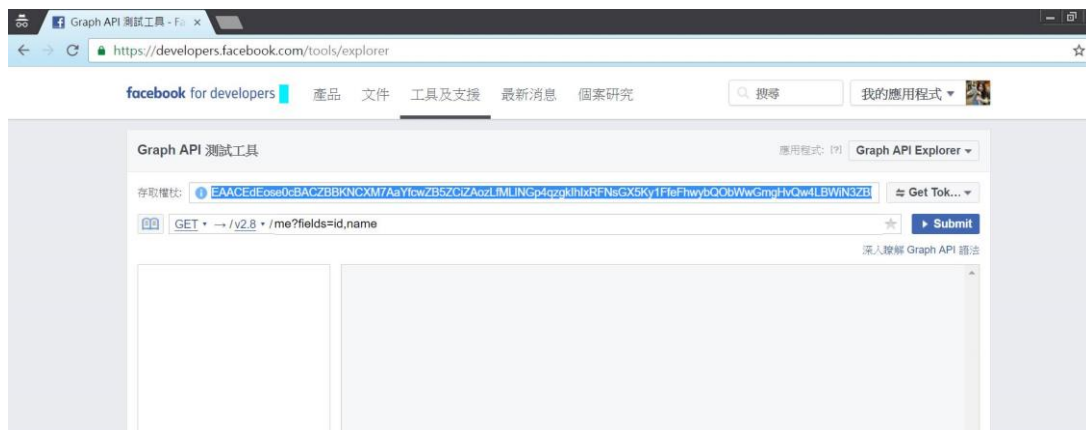 Graph API 測試工具 - Fa
https://developers.facebook.com/tools/explorer
facebook for developers 產品 文件 工具及支援 最新消息 個案研究 搜尋 我的應用程式
Graph API 測試工具 應用程式: [?] Graph API Explorer
存取權杖: EAACEdEose0cBACZBBKNCXM7AaYfcwZB5ZCiZAozLfMLINGp4qzgklhIxRFNsGX5Ky1FfeFhwybQObWwGmgHvQw4LBWiN3ZB Get Tok...
GET → /v2.8 /me?fields=id,name Submit
深入瞭解 Graph API 語法